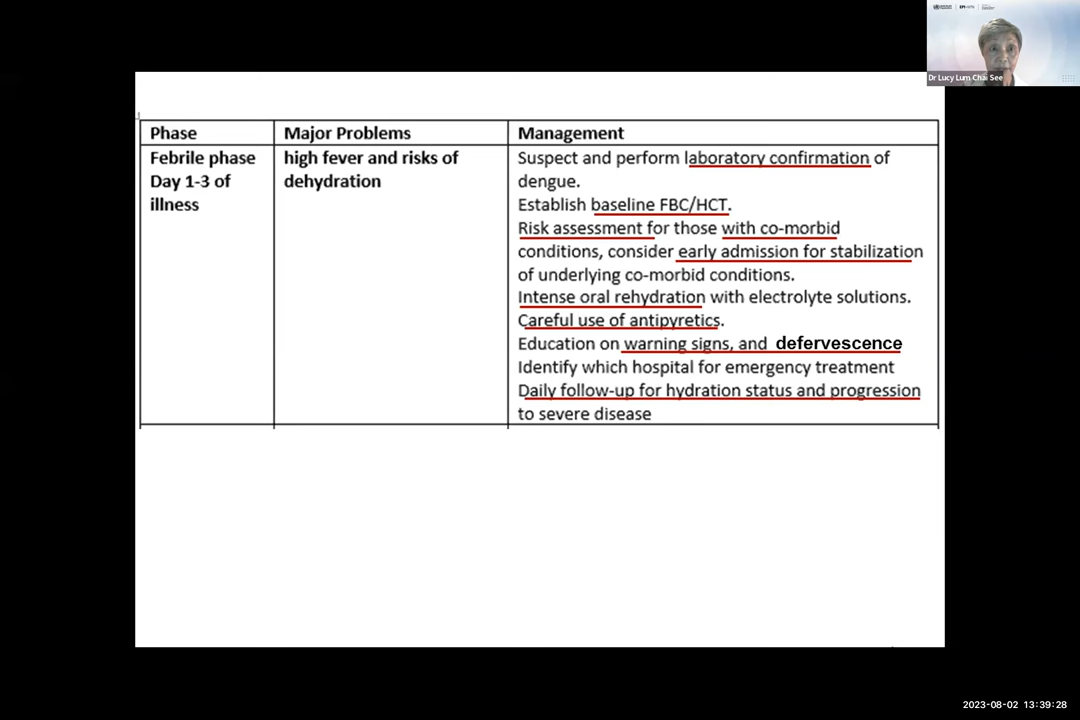 Dr Lucy Lum Chai See
Phase
Major Problems
Management
Febrile phase
Day 1-3 of
illness
high fever and risks of
dehydration
Suspect and perform laboratory confirmation of
dengue.
Establish baseline FBC/HCT.
Risk assessment for those with co-morbid
conditions, consider early admission for stabilization
of underlying co-morbid conditions.
Intense oral rehydration with electrolyte solutions.
Careful use of antipyretics.
Education on warning signs, and defervescence
Identify which hospital for emergency treatment
Daily follow-up for hydration status and progression
to severe disease
2023-08-02 13:39:28